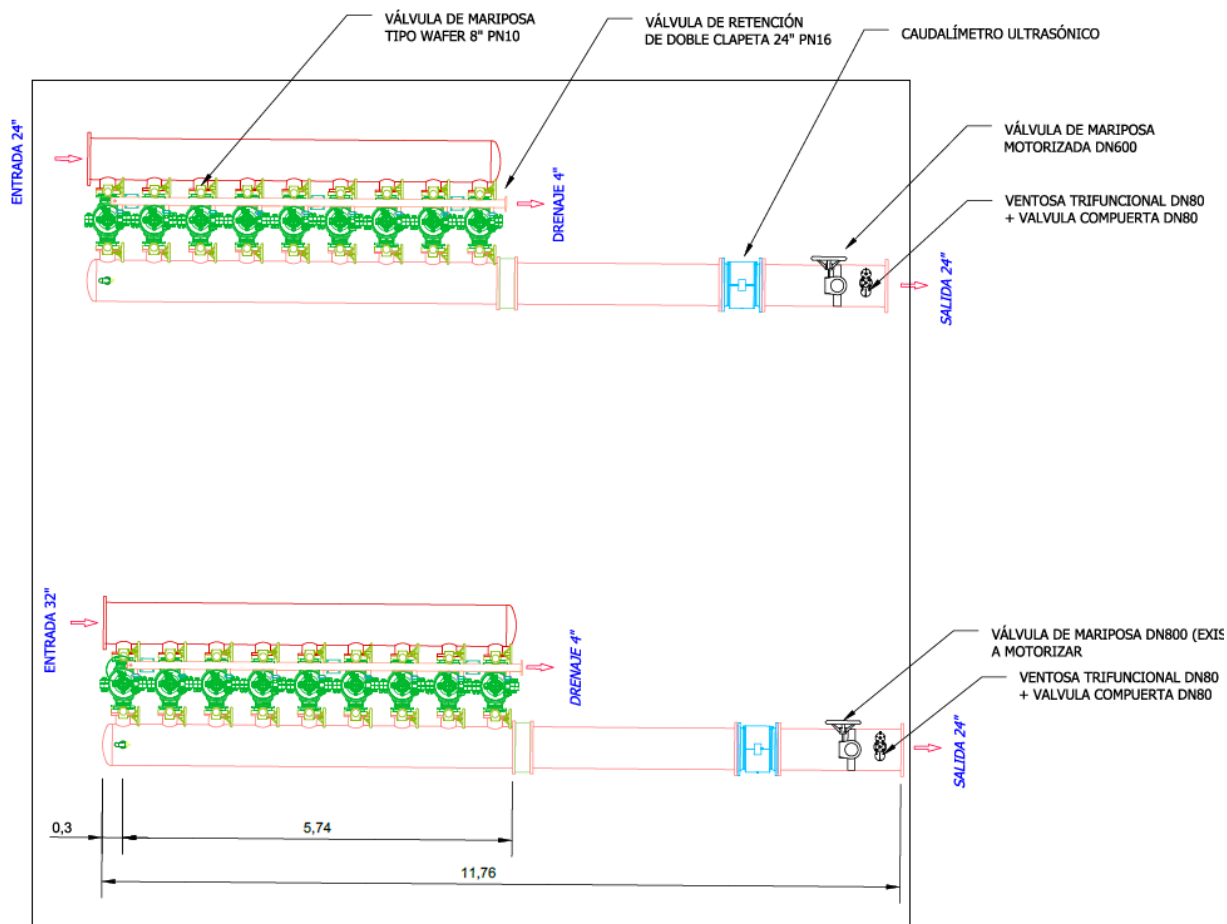 VÁLVULA DE MARIPOSA
TIPO WAFER 8" PN10
VÁLVULA DE RETENCIÓN
DE DOBLE CLAPETA 24" PN16
CAUDALÍMETRO ULTRASÓNICO
ENTRADA 24"
DRENAJE 4"
VÁLVULA DE MARIPOSA
MOTORIZADA DN600
VENTOSA TRIFUNCIONAL DN80
+ VALVULA COMPUERTA DN80
SALIDA 24"
ENTRADA 32"
DRENAJE 4"
VÁLVULA DE MARIPOSA DN800 (EXIS
A MOTORIZAR
VENTOSA TRIFUNCIONAL DN80
+ VALVULA COMPUERTA DN80
SALIDA 24"
0,3
5,74
11,76